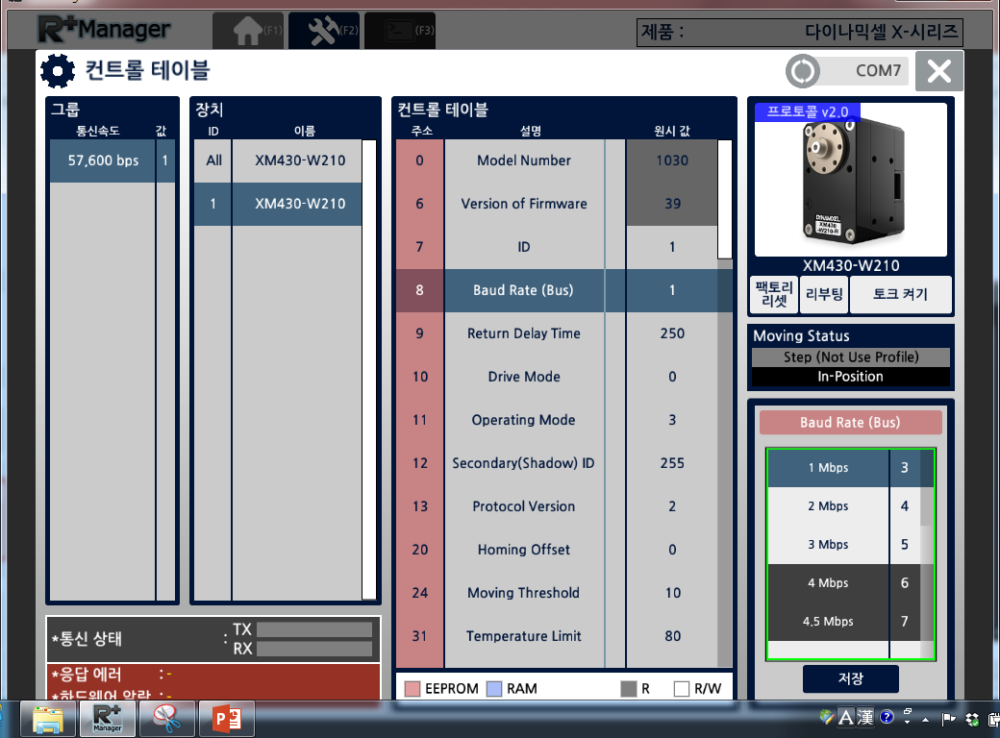 R+Manager (F1) (F2) (F3) 제품 : 다이나믹셀 X-시리즈
컨트롤 테이블 COM7
그룹
통신속도 값
57,600 bps 1
장치
ID 이름
All XM430-W210
1 XM430-W210
컨트롤 테이블
주소 설명 원시 값
0 Model Number 1030
6 Version of Firmware 39
7 ID 1
8 Baud Rate (Bus) 1
9 Return Delay Time 250
10 Drive Mode 0
11 Operating Mode 3
12 Secondary(Shadow) ID 255
13 Protocol Version 2
20 Homing Offset 0
24 Moving Threshold 10
31 Temperature Limit 80
EEPROM RAM R R/W
프로토콜 v2.0
DYNAMIXEL
XM430
-W210-R
XM430-W210
팩토리
리셋
리부팅
토크 켜기
Moving Status
Step (Not Use Profile)
In-Position
Baud Rate (Bus)
1 Mbps 3
2 Mbps 4
3 Mbps 5
4 Mbps 6
4.5 Mbps 7
저장
*통신 상태 : TX
RX
*응답 에러 : -
*하드웨어 알람 : -
R+
Manager
P
A 漢 ?